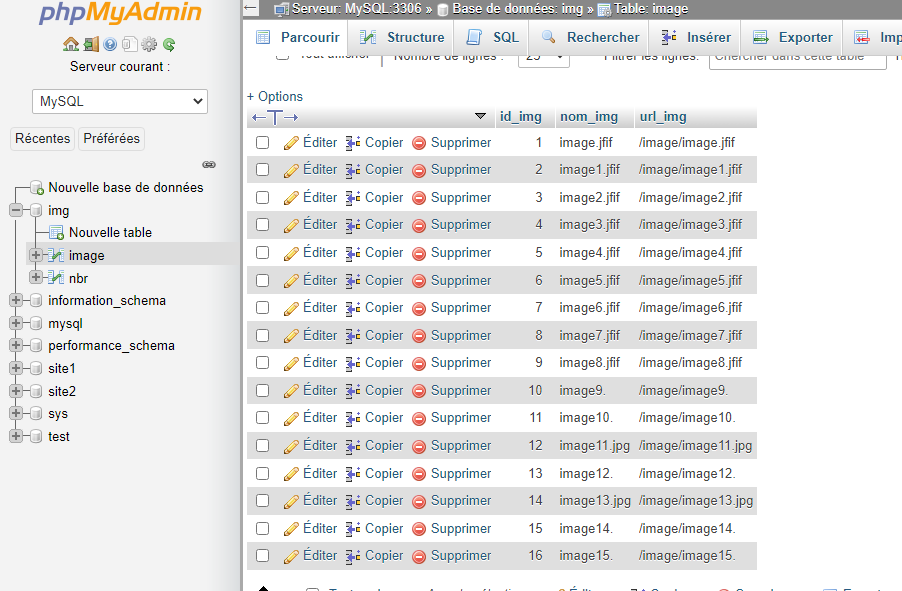 phpMyAdmin
Serveur courant :
MySQL
Récentes Préférées
Nouvelle base de données
img
Nouvelle table
image
nbr
information_schema
mysql
performance_schema
site1
site2
sys
test
Serveur: MySQL:3306 » Base de données: img » Table: image
Parcourir Structure SQL Rechercher Insérer Exporter Imp
Tout afficher Nombre de lignes : 25 Filtrer les lignes: Chercher dans cette table
+ Options
←T→ id_img nom_img url_img
Éditer Copier Supprimer 1 image.jfif /image/image.jfif
Éditer Copier Supprimer 2 image1.jfif /image/image1.jfif
Éditer Copier Supprimer 3 image2.jfif /image/image2.jfif
Éditer Copier Supprimer 4 image3.jfif /image/image3.jfif
Éditer Copier Supprimer 5 image4.jfif /image/image4.jfif
Éditer Copier Supprimer 6 image5.jfif /image/image5.jfif
Éditer Copier Supprimer 7 image6.jfif /image/image6.jfif
Éditer Copier Supprimer 8 image7.jfif /image/image7.jfif
Éditer Copier Supprimer 9 image8.jfif /image/image8.jfif
Éditer Copier Supprimer 10 image9. /image/image9.
Éditer Copier Supprimer 11 image10. /image/image10.
Éditer Copier Supprimer 12 image11.jpg /image/image11.jpg
Éditer Copier Supprimer 13 image12. /image/image12.
Éditer Copier Supprimer 14 image13.jpg /image/image13.jpg
Éditer Copier Supprimer 15 image14. /image/image14.
Éditer Copier Supprimer 16 image15. /image/image15.